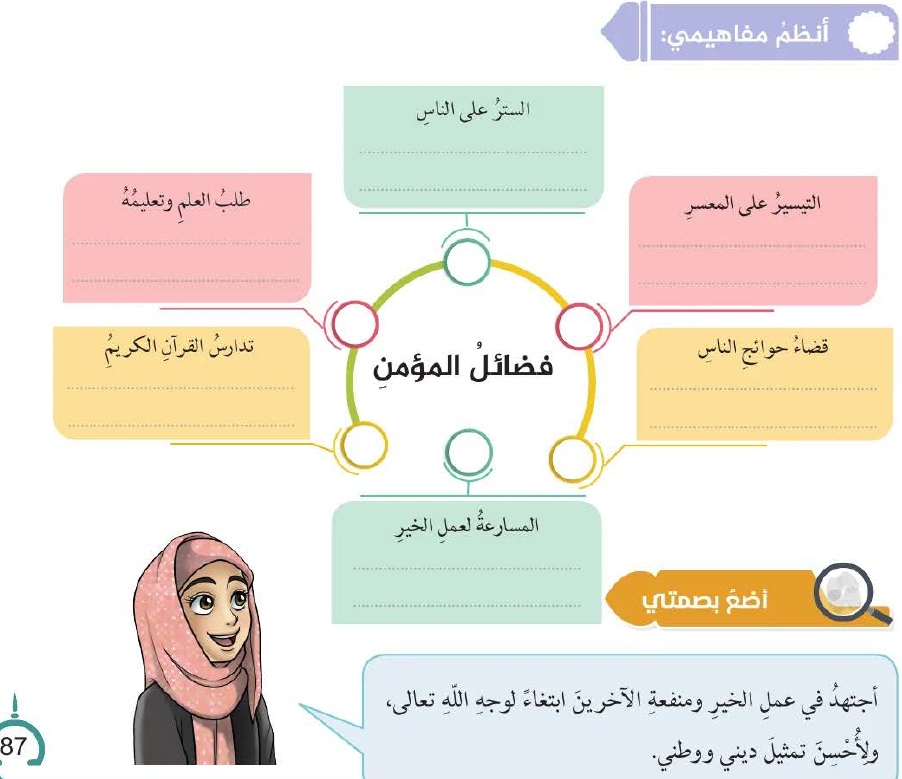 أنظمُ مفاهيمي:
السترُ على الناسِ
التيسيرُ على المعسرِ
طلبُ العلمِ وتعليمُهُ
قضاءُ حوائجِ الناسِ
تدارسُ القرآنِ الكريمُ
فضائلُ المؤمنِ
المسارعةُ لعملِ الخيرِ
أضعُ بصمتي
أجتهدُ في عملِ الخيرِ ومنفعةِ الآخرينَ ابتغاءً لوجهِ اللّهِ تعالى،
ولِأُحْسِنَ تمثيلَ ديني ووطني.
87